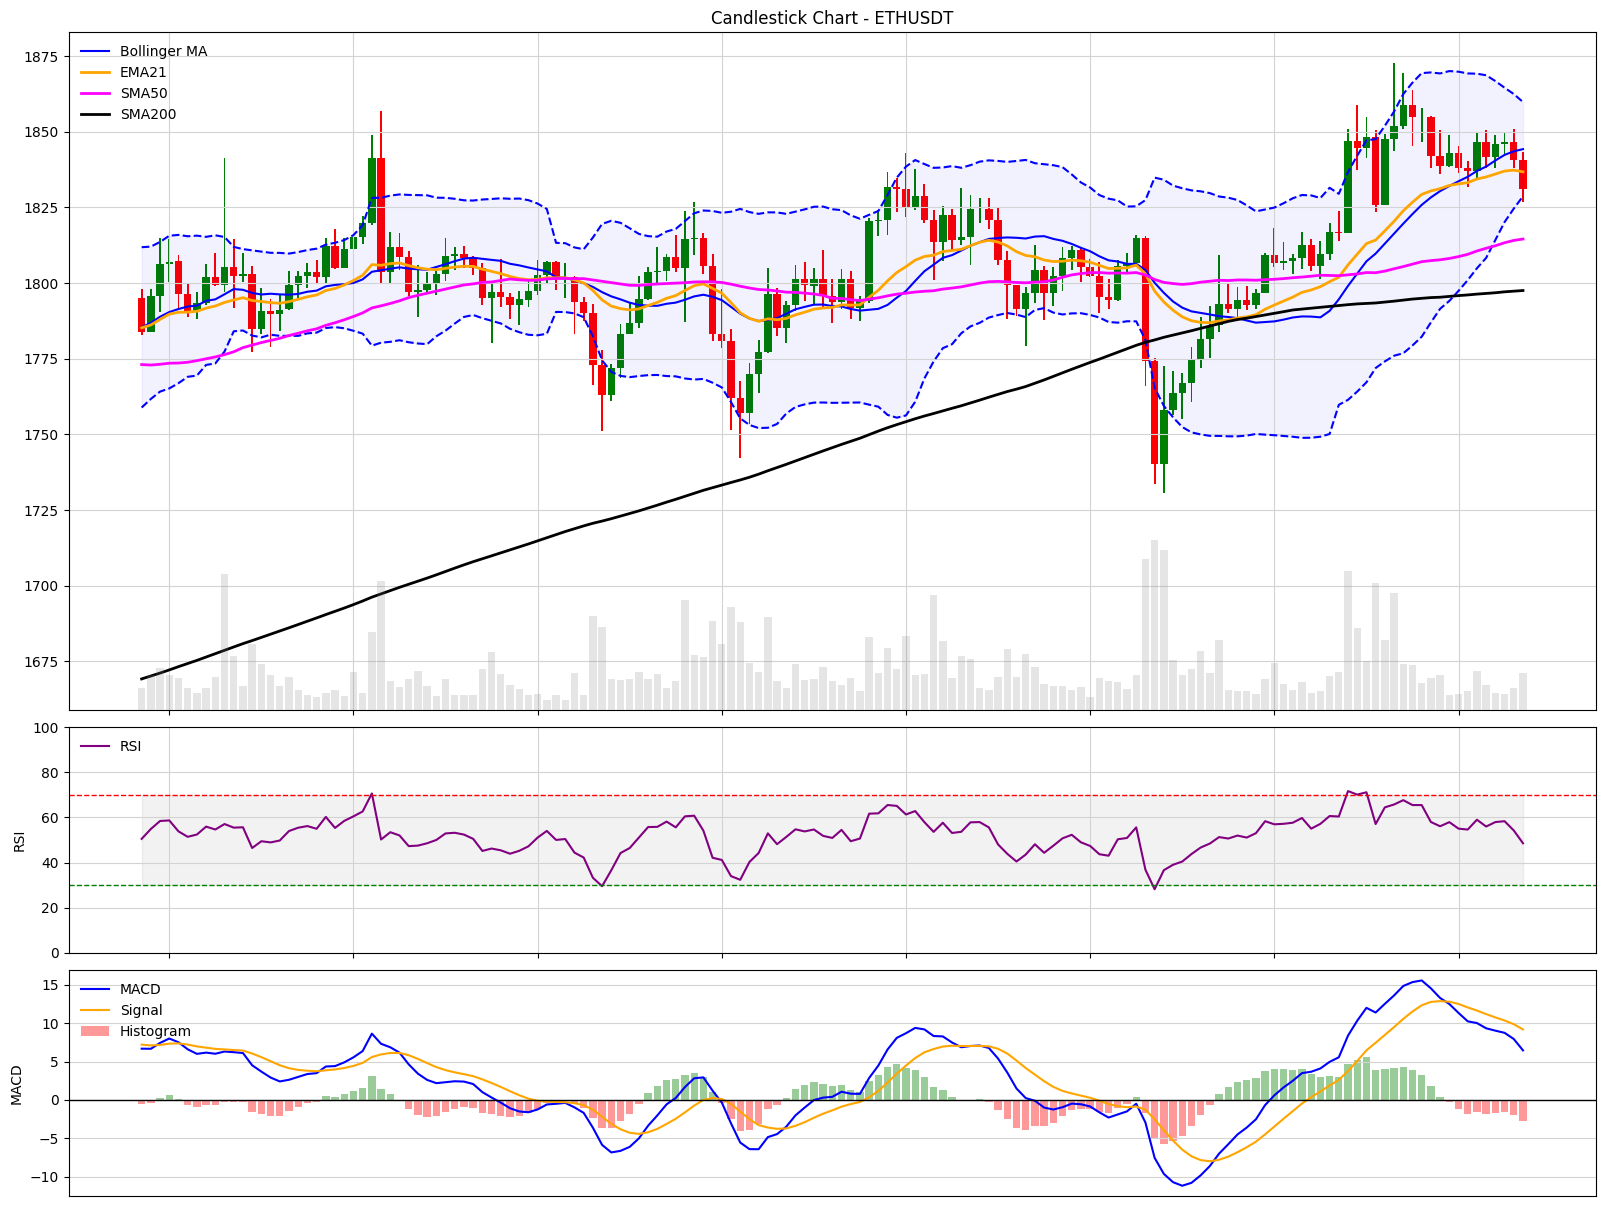 Candlestick Chart - ETHUSDT
Bollinger MA
EMA21
SMA50
SMA200
1875
1850
1825
1800
1775
1750
1725
1700
1675
RSI
100
80
60
40
20
0
RSI
MACD
Signal
Histogram
15
10
5
0
−5
−10
MACD